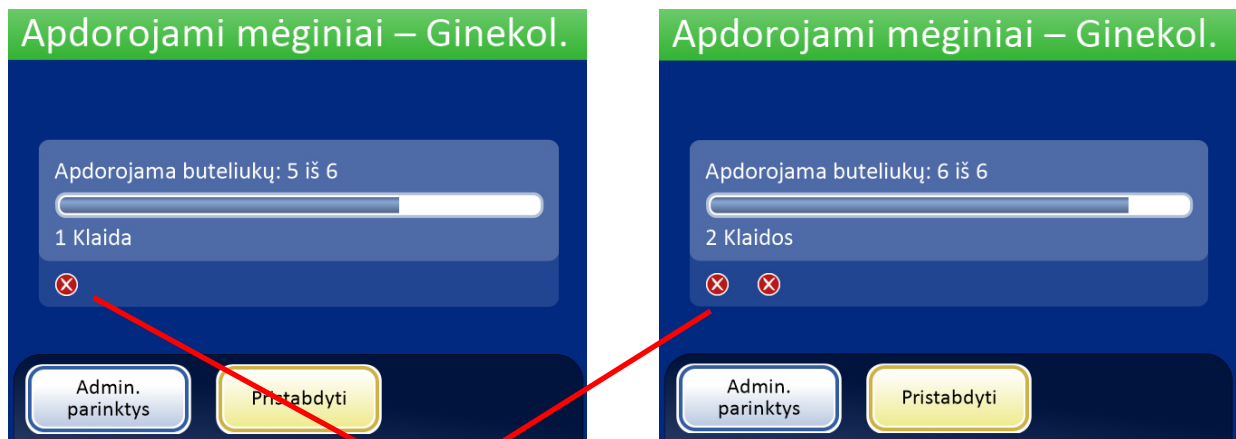 Apdorojami mėginiai – Ginekol.
Apdorojama buteliukų: 5 iš 6
1 Klaida
Admin.
parinktys
Pristabdyti
Apdorojami mėginiai – Ginekol.
Apdorojama buteliukų: 6 iš 6
2 Klaidos
Admin.
parinktys
Pristabdyti